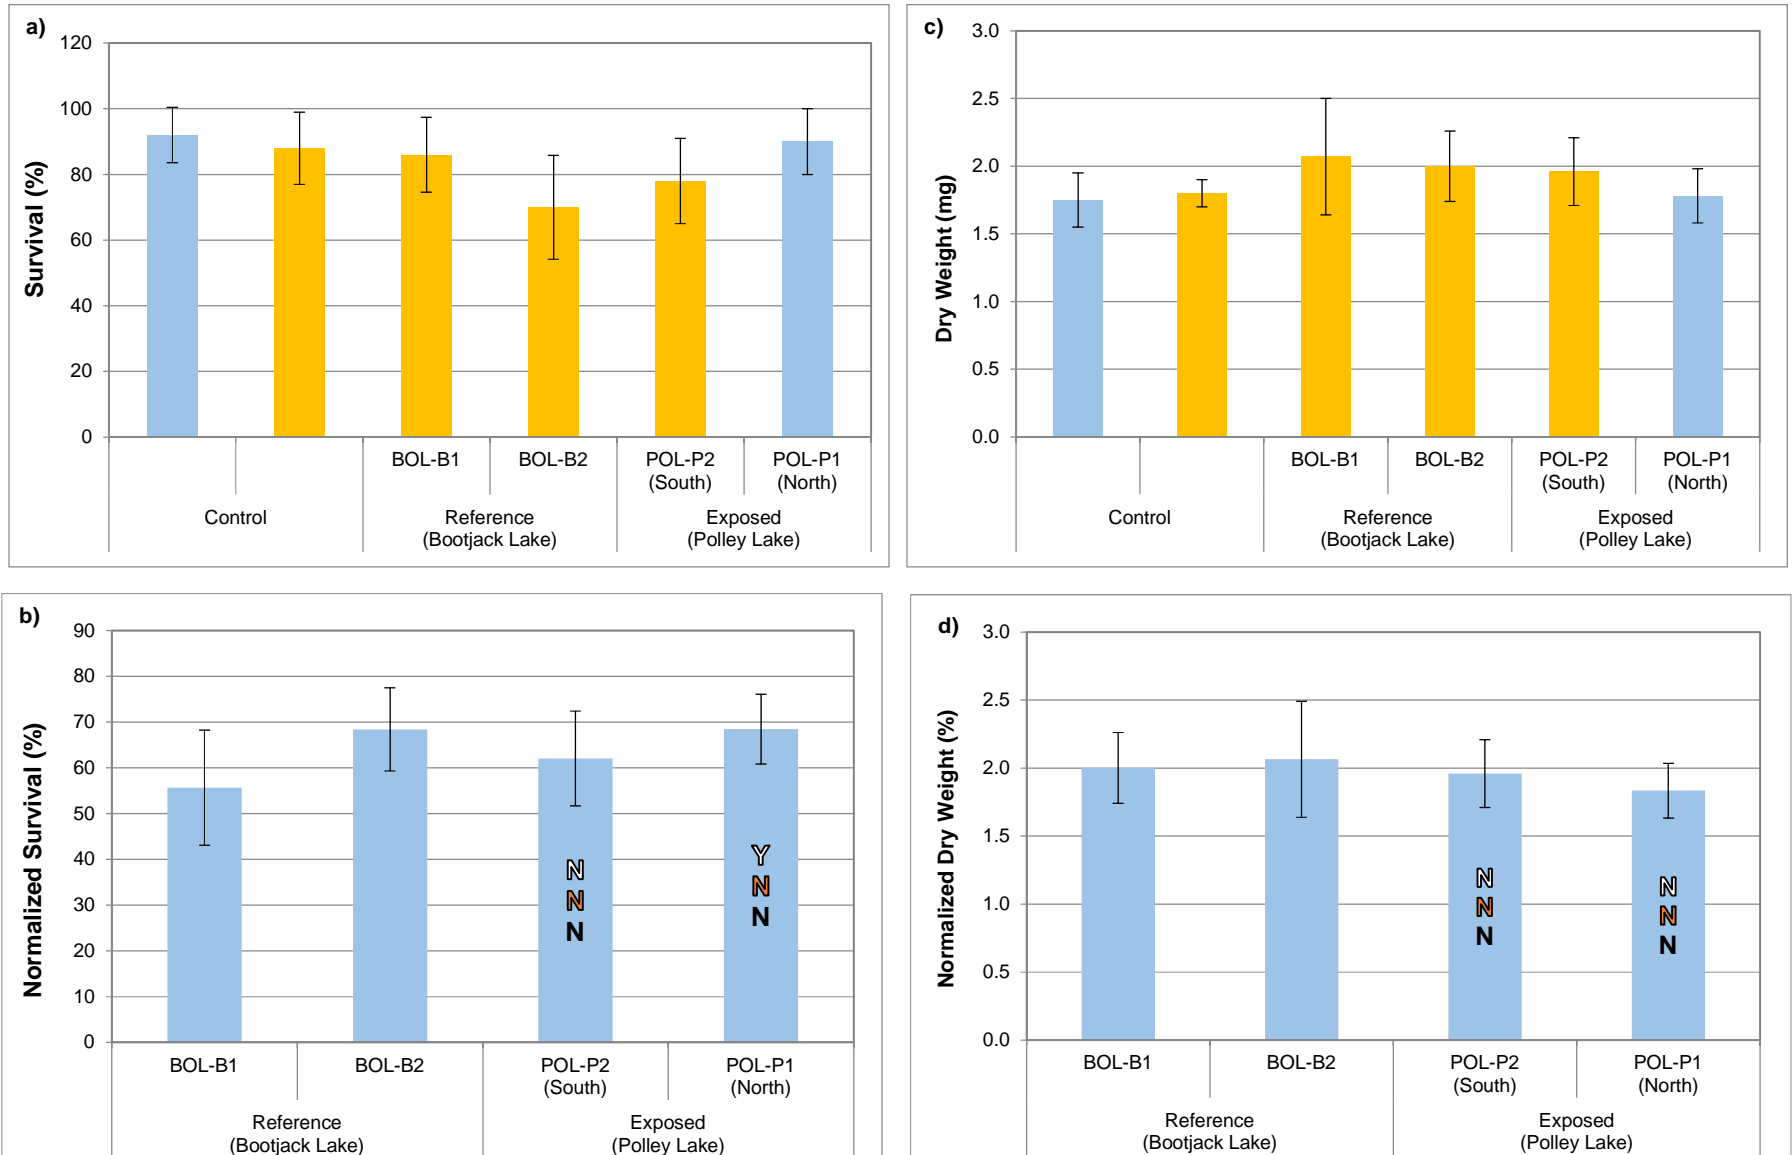 a)
Survival (%)
120
100
80
60
40
20
0
BOL-B1 BOL-B2 POL-P2 POL-P1
(South) (North)
Control Reference Exposed
(Bootjack Lake) (Polley Lake)
c)
Dry Weight (mg)
3.0
2.5
2.0
1.5
1.0
0.5
0.0
BOL-B1 BOL-B2 POL-P2 POL-P1
(South) (North)
Control Reference Exposed
(Bootjack Lake) (Polley Lake)
b)
Normalized Survival (%)
90
80
70
60
50
40
30
20
10
0
N Y
N N
N N
BOL-B1 BOL-B2 POL-P2 POL-P1
(South) (North)
Reference Exposed
(Bootjack Lake) (Polley Lake)
d)
Normalized Dry Weight (%)
3.0
2.5
2.0
1.5
1.0
0.5
0.0
N N
N N
N N
BOL-B1 BOL-B2 POL-P2 POL-P1
(South) (North)
Reference Exposed
(Bootjack Lake) (Polley Lake)